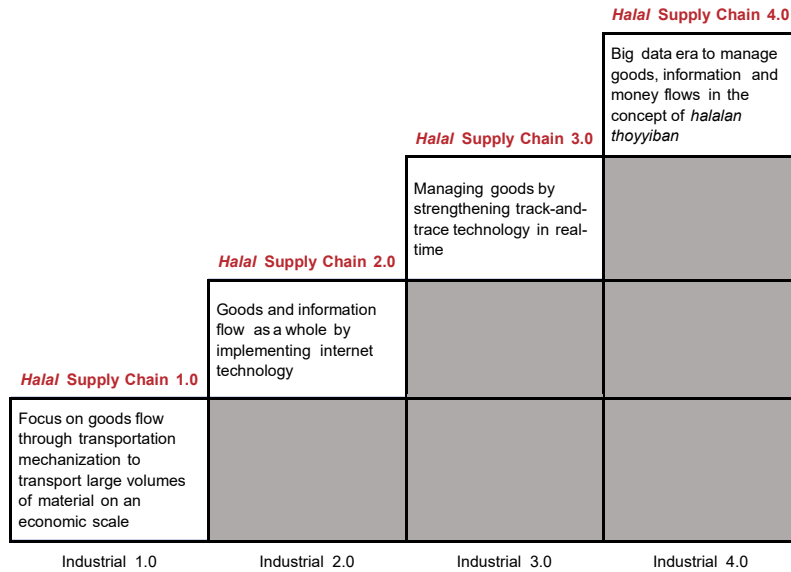 Halal Supply Chain 4.0
Big data era to manage
goods, information and
money flows in the
concept of halalan
thoyyiban
Halal Supply Chain 3.0
Managing goods by
strengthening track-and-
trace technology in real-
time
Halal Supply Chain 2.0
Goods and information
flow as a whole by
implementing internet
technology
Halal Supply Chain 1.0
Focus on goods flow
through transportation
mechanization to
transport large volumes
of material on an
economic scale
Industrial 1.0
Industrial 2.0
Industrial 3.0
Industrial 4.0